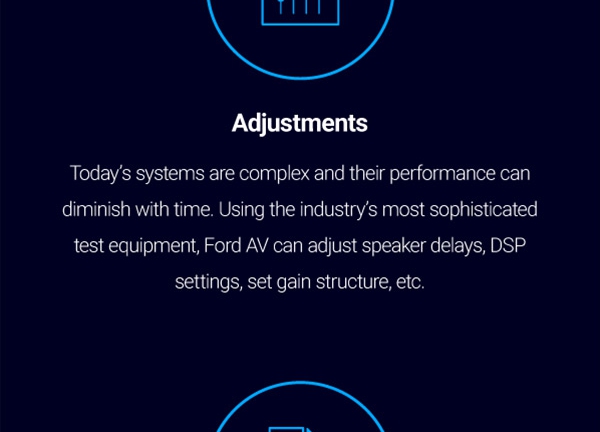 Adjustments
Today’s systems are complex and their performance can
diminish with time. Using the industry’s most sophisticated
test equipment, Ford AV can adjust speaker delays, DSP
settings, set gain structure, etc.